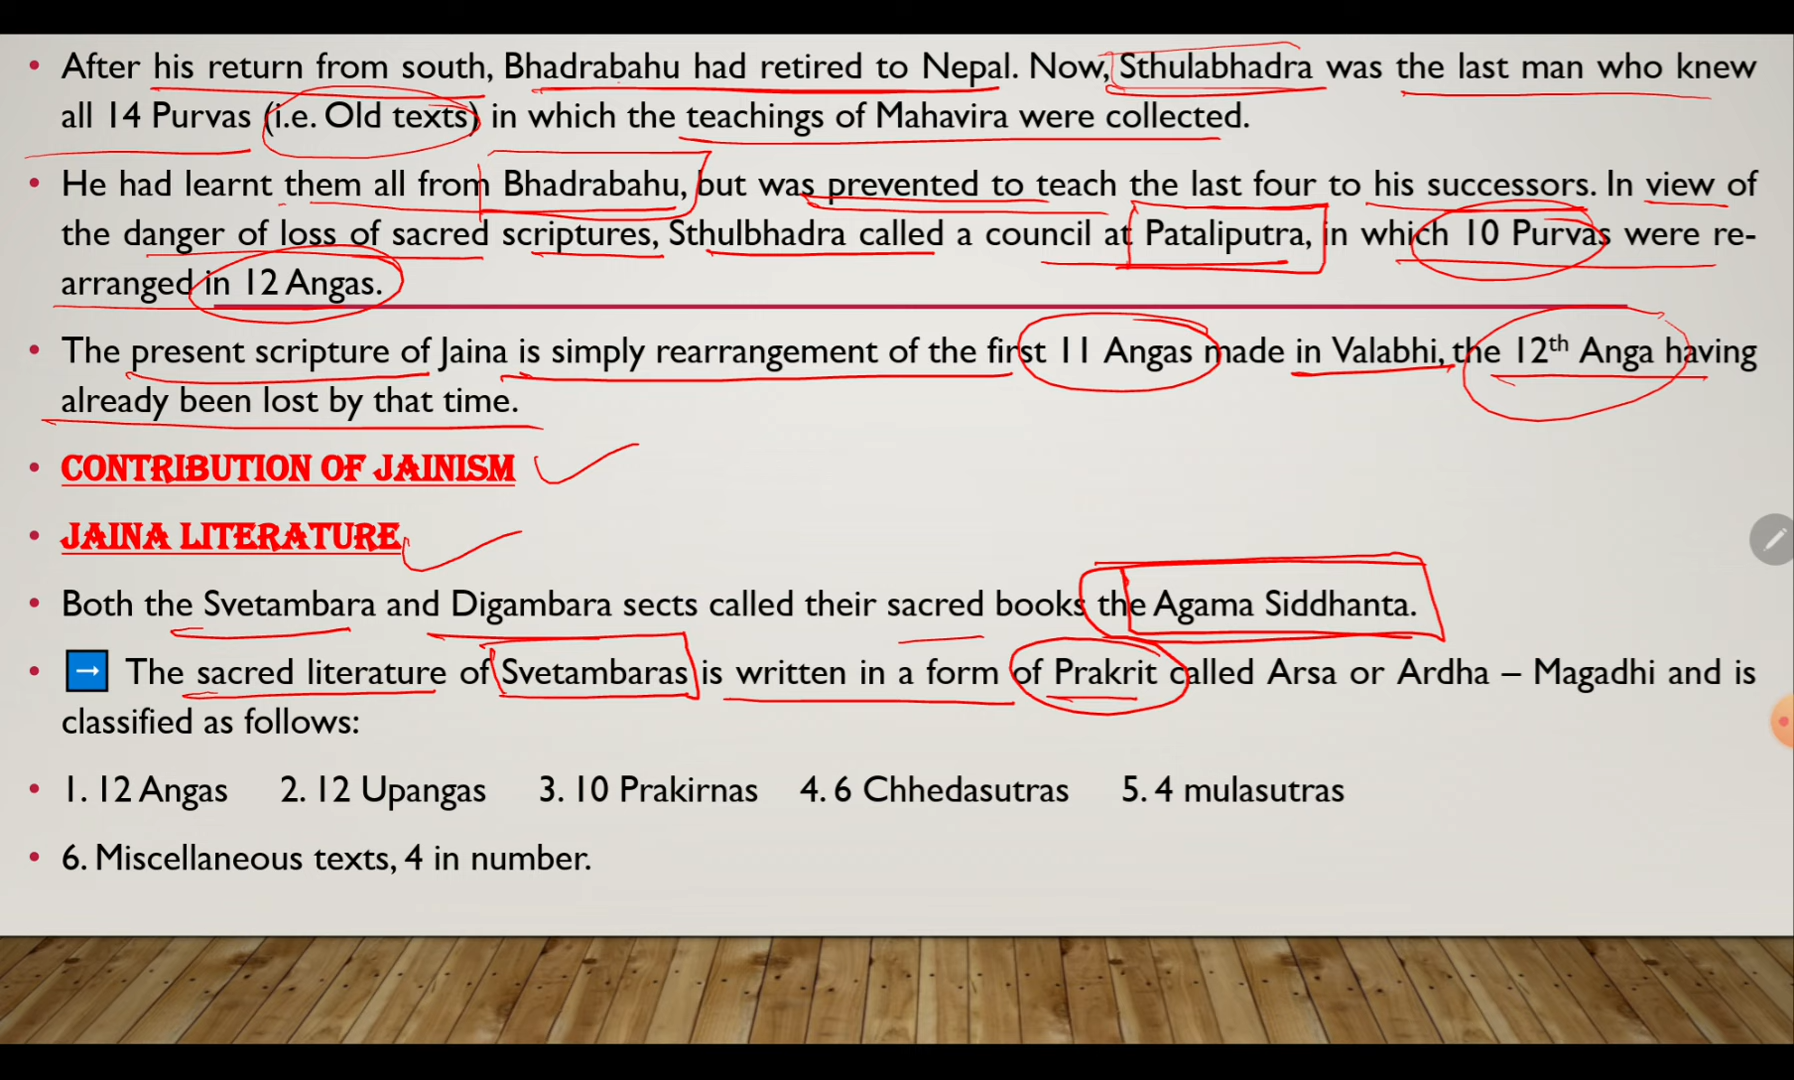 • After his return from south, Bhadrabahu had retired to Nepal. Now, Sthulabhadra was the last man who knew
all 14 Purvas (i.e. Old texts) in which the teachings of Mahavira were collected.
• He had learnt them all from Bhadrabahu, but was prevented to teach the last four to his successors. In view of
the danger of loss of sacred scriptures, Sthulbhadra called a council at Pataliputra, in which 10 Purvas were re-
arranged in 12 Angas.
• The present scripture of Jaina is simply rearrangement of the first 11 Angas made in Valabhi, the 12th Anga having
already been lost by that time.
• CONTRIBUTION OF JAINISM
• JAINA LITERATURE
• Both the Svetambara and Digambara sects called their sacred books the Agama Siddhanta.
• ➡ The sacred literature of Svetambaras is written in a form of Prakrit called Arsa or Ardha – Magadhi and is
classified as follows:
• 1. 12 Angas 2. 12 Upangas 3. 10 Prakirnas 4. 6 Chhedasutras 5. 4 mulasutras
• 6. Miscellaneous texts, 4 in number.